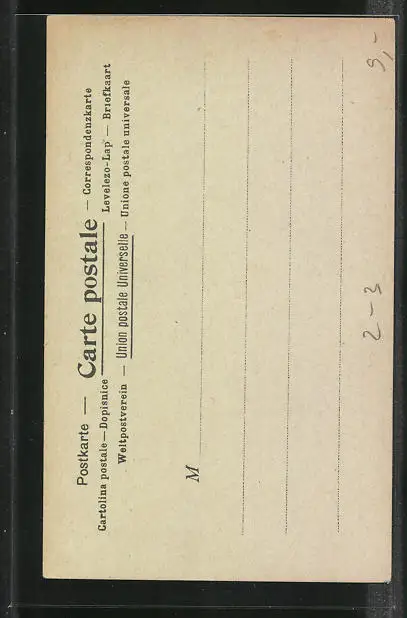 Postkarte — Carte postale — Correspondenzkarte
Cartolina postale — Dopisnice Levelezo-Lap — Briefkaart
Weltpostverein — Union postale Universelle — Unione postale universale
M
2-3
9,-